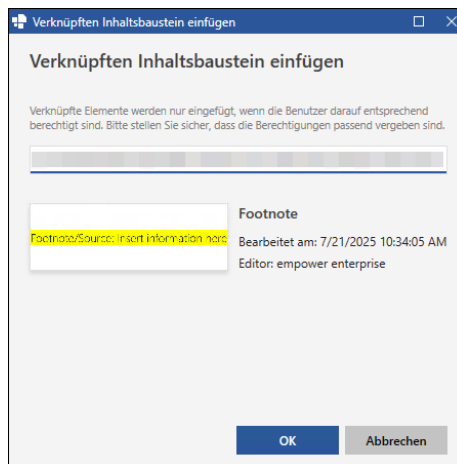 Verknüpften Inhaltsbaustein einfügen
Verknüpften Inhaltsbaustein einfügen
Verknüpfte Elemente werden nur eingefügt, wenn die Benutzer darauf entsprechend
berechtigt sind. Bitte stellen Sie sicher, dass die Berechtigungen passend vergeben sind.
Footnote
Footnote/Source: Insert information here
Bearbeitet am: 7/21/2025 10:34:05 AM
Editor: empower enterprise
OK
Abbrechen